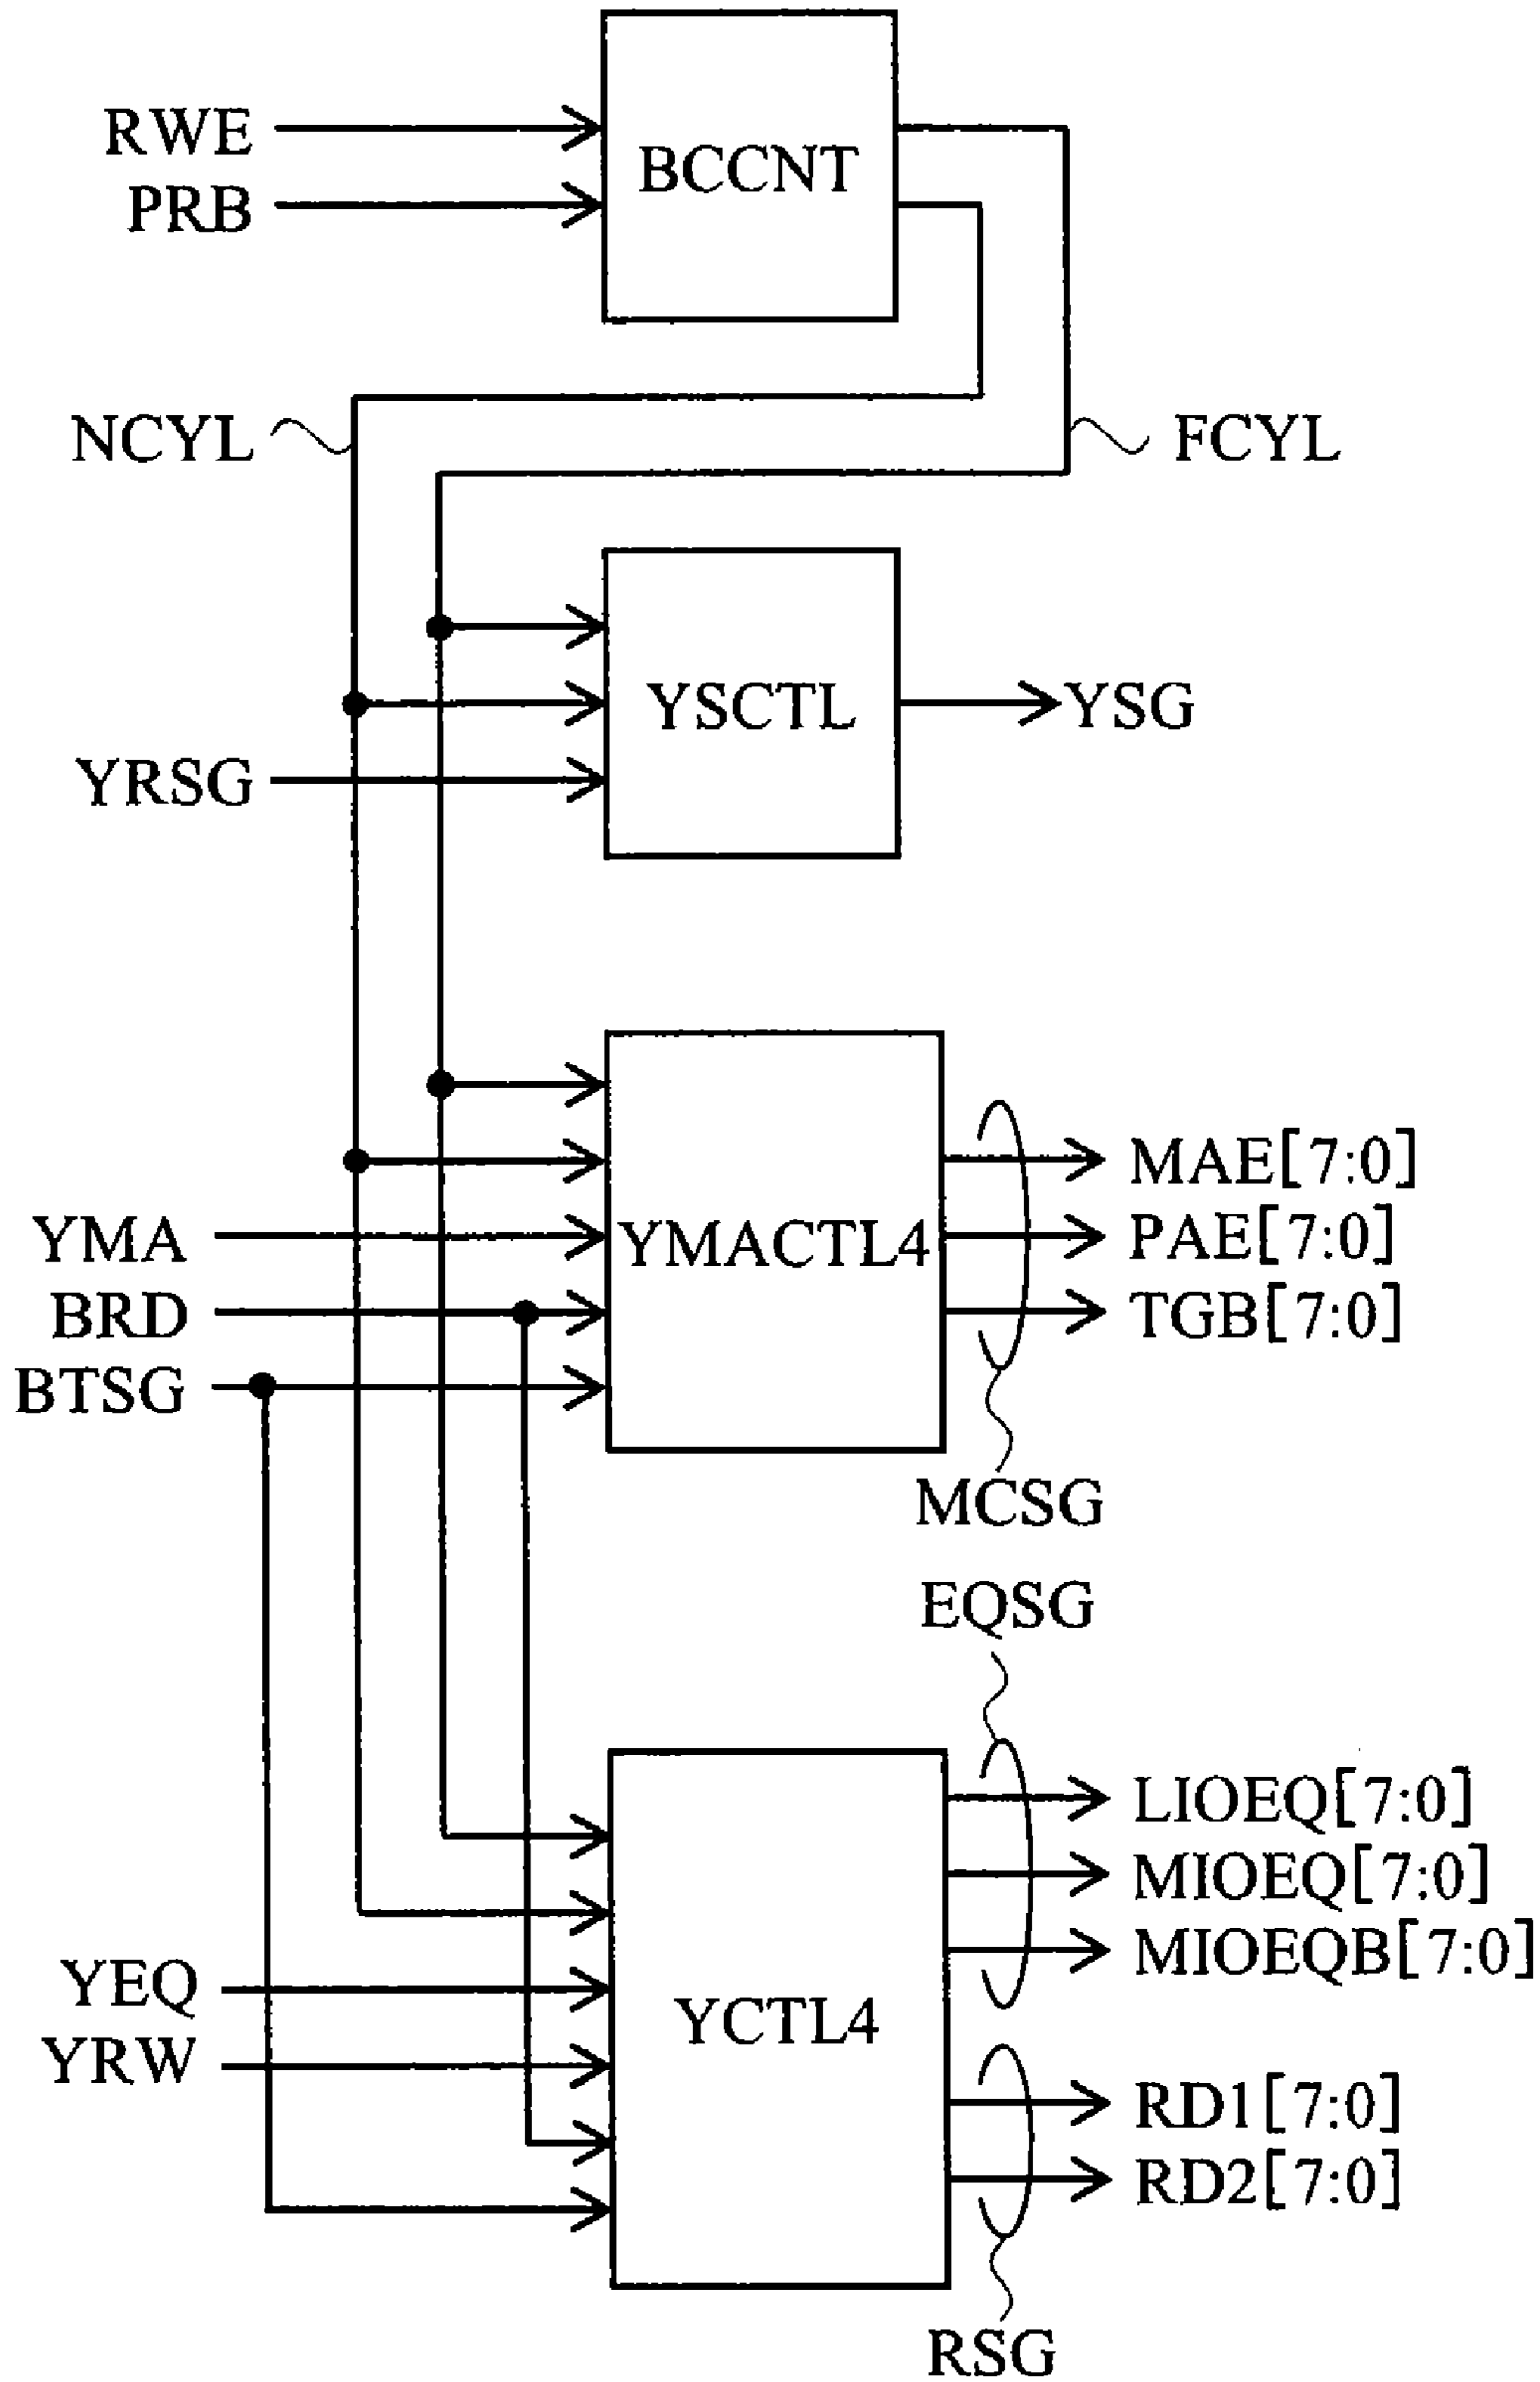 RWE
PRB
BCCNT
NCYL
FCYL
YRSG
YSCTL
YSG
YMA
BRD
BTSG
YMACTL4
MAE[7:0]
PAE[7:0]
TGB[7:0]
MCSG
EQSG
YEQ
YRW
YCTL4
LIOEQ[7:0]
MIOEQ[7:0]
MIOEQB[7:0]
RD1[7:0]
RD2[7:0]
RSG